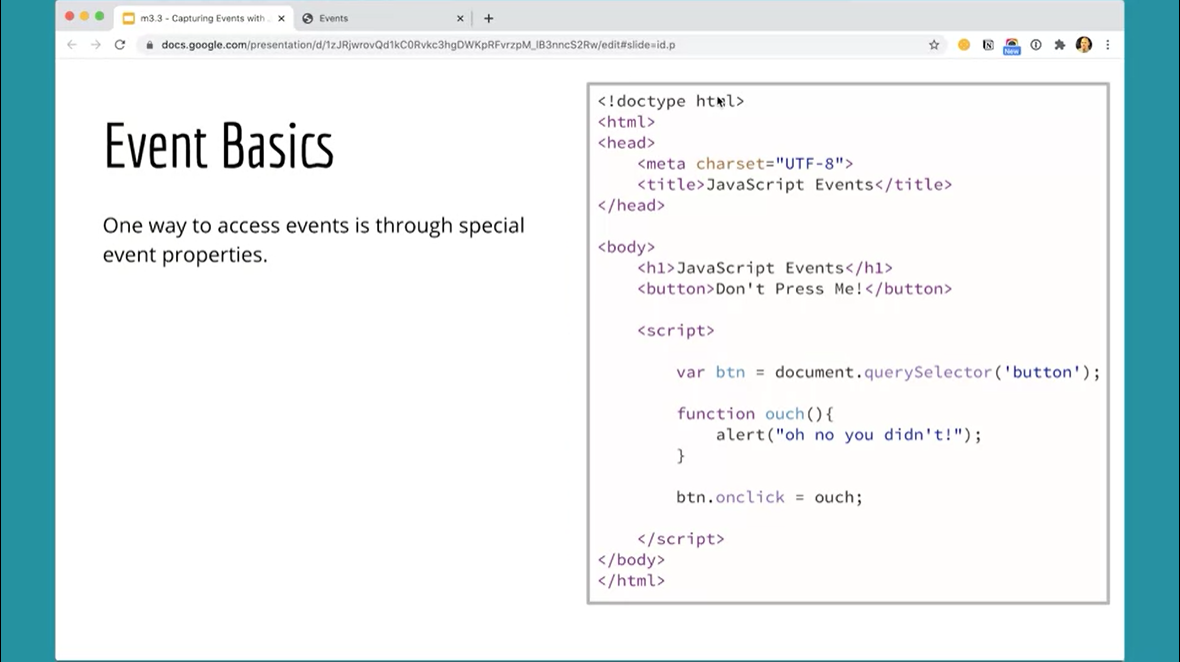 m3.3 - Capturing Events with
Events
docs.google.com/presentation/d/1zJRjwrovQd1kC0Rvkc3hgDWKpRFvrzpM_lB3nncS2Rw/edit#slide=id.p
New
Event Basics
One way to access events is through special
event properties.
<!doctype html>
<html>
<head>
    <meta charset="UTF-8">
    <title>JavaScript Events</title>
</head>
<body>
    <h1>JavaScript Events</h1>
    <button>Don't Press Me!</button>
    <script>
        var btn = document.querySelector('button');
        function ouch(){
            alert("oh no you didn't!");
        }
        btn.onclick = ouch;
    </script>
</body>
</html>